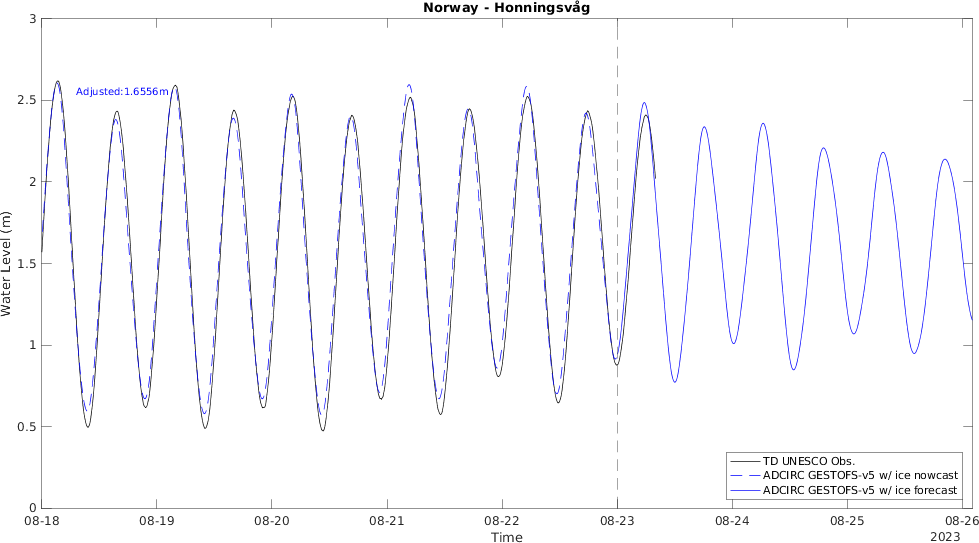 Norway - Honningsvåg
3
Adjusted:1.6556m
2.5
2
1.5
1
0.5
0
Water Level (m)
TD UNESCO Obs.
ADCIRC GESTOFS-v5 w/ ice nowcast
ADCIRC GESTOFS-v5 w/ ice forecast
08-18 08-19 08-20 08-21 08-22 08-23 08-24 08-25 08-26
Time
2023